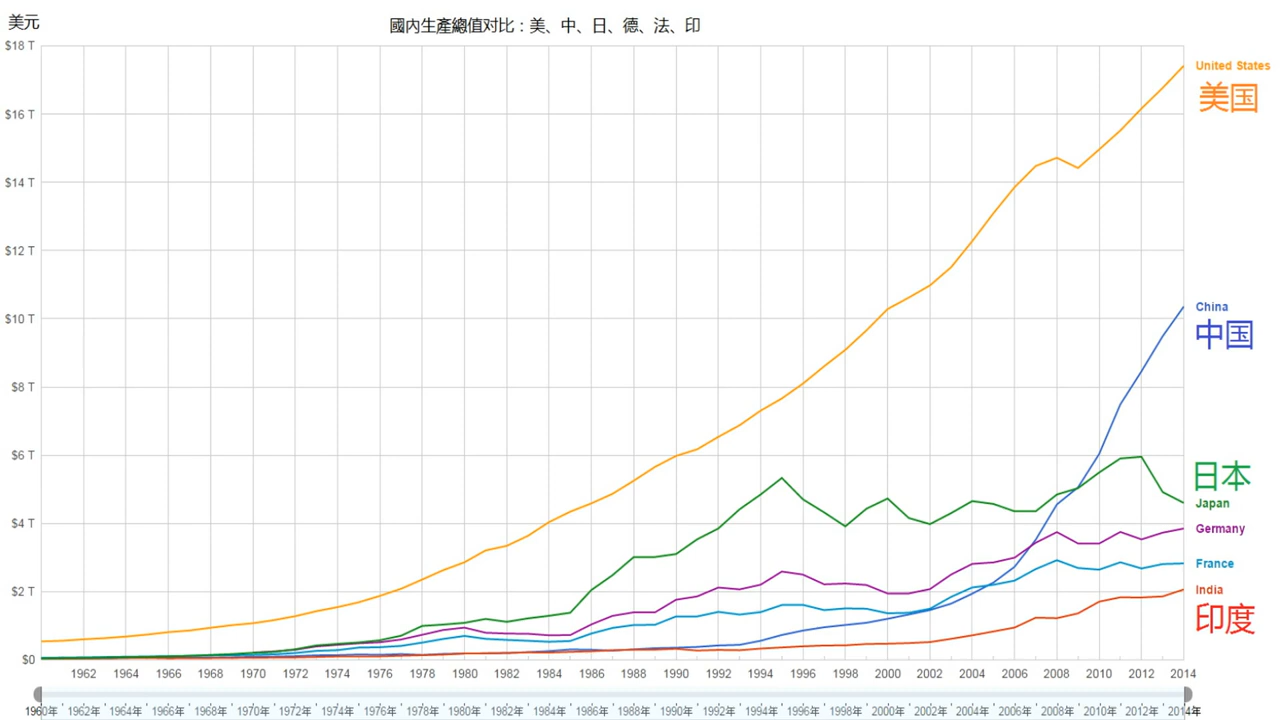 美元
國内生產總值对比：美、中、日、德、法、印
$18 T
$16 T
$14 T
$12 T
$10 T
$8 T
$6 T
$4 T
$2 T
$0
United States
美国
China
中国
日本
Japan
Germany
France
India
印度
1962 1964 1966 1968 1970 1972 1974 1976 1978 1980 1982 1984 1986 1988 1990 1992 1994 1996 1998 2000 2002 2004 2006 2008 2010 2012 2014
1960年 1962年 1964年 1966年 1968年 1970年 1972年 1974年 1976年 1978年 1980年 1982年 1984年 1986年 1988年 1990年 1992年 1994年 1996年 1998年 2000年 2002年 2004年 2006年 2008年 2010年 2012年 2014年